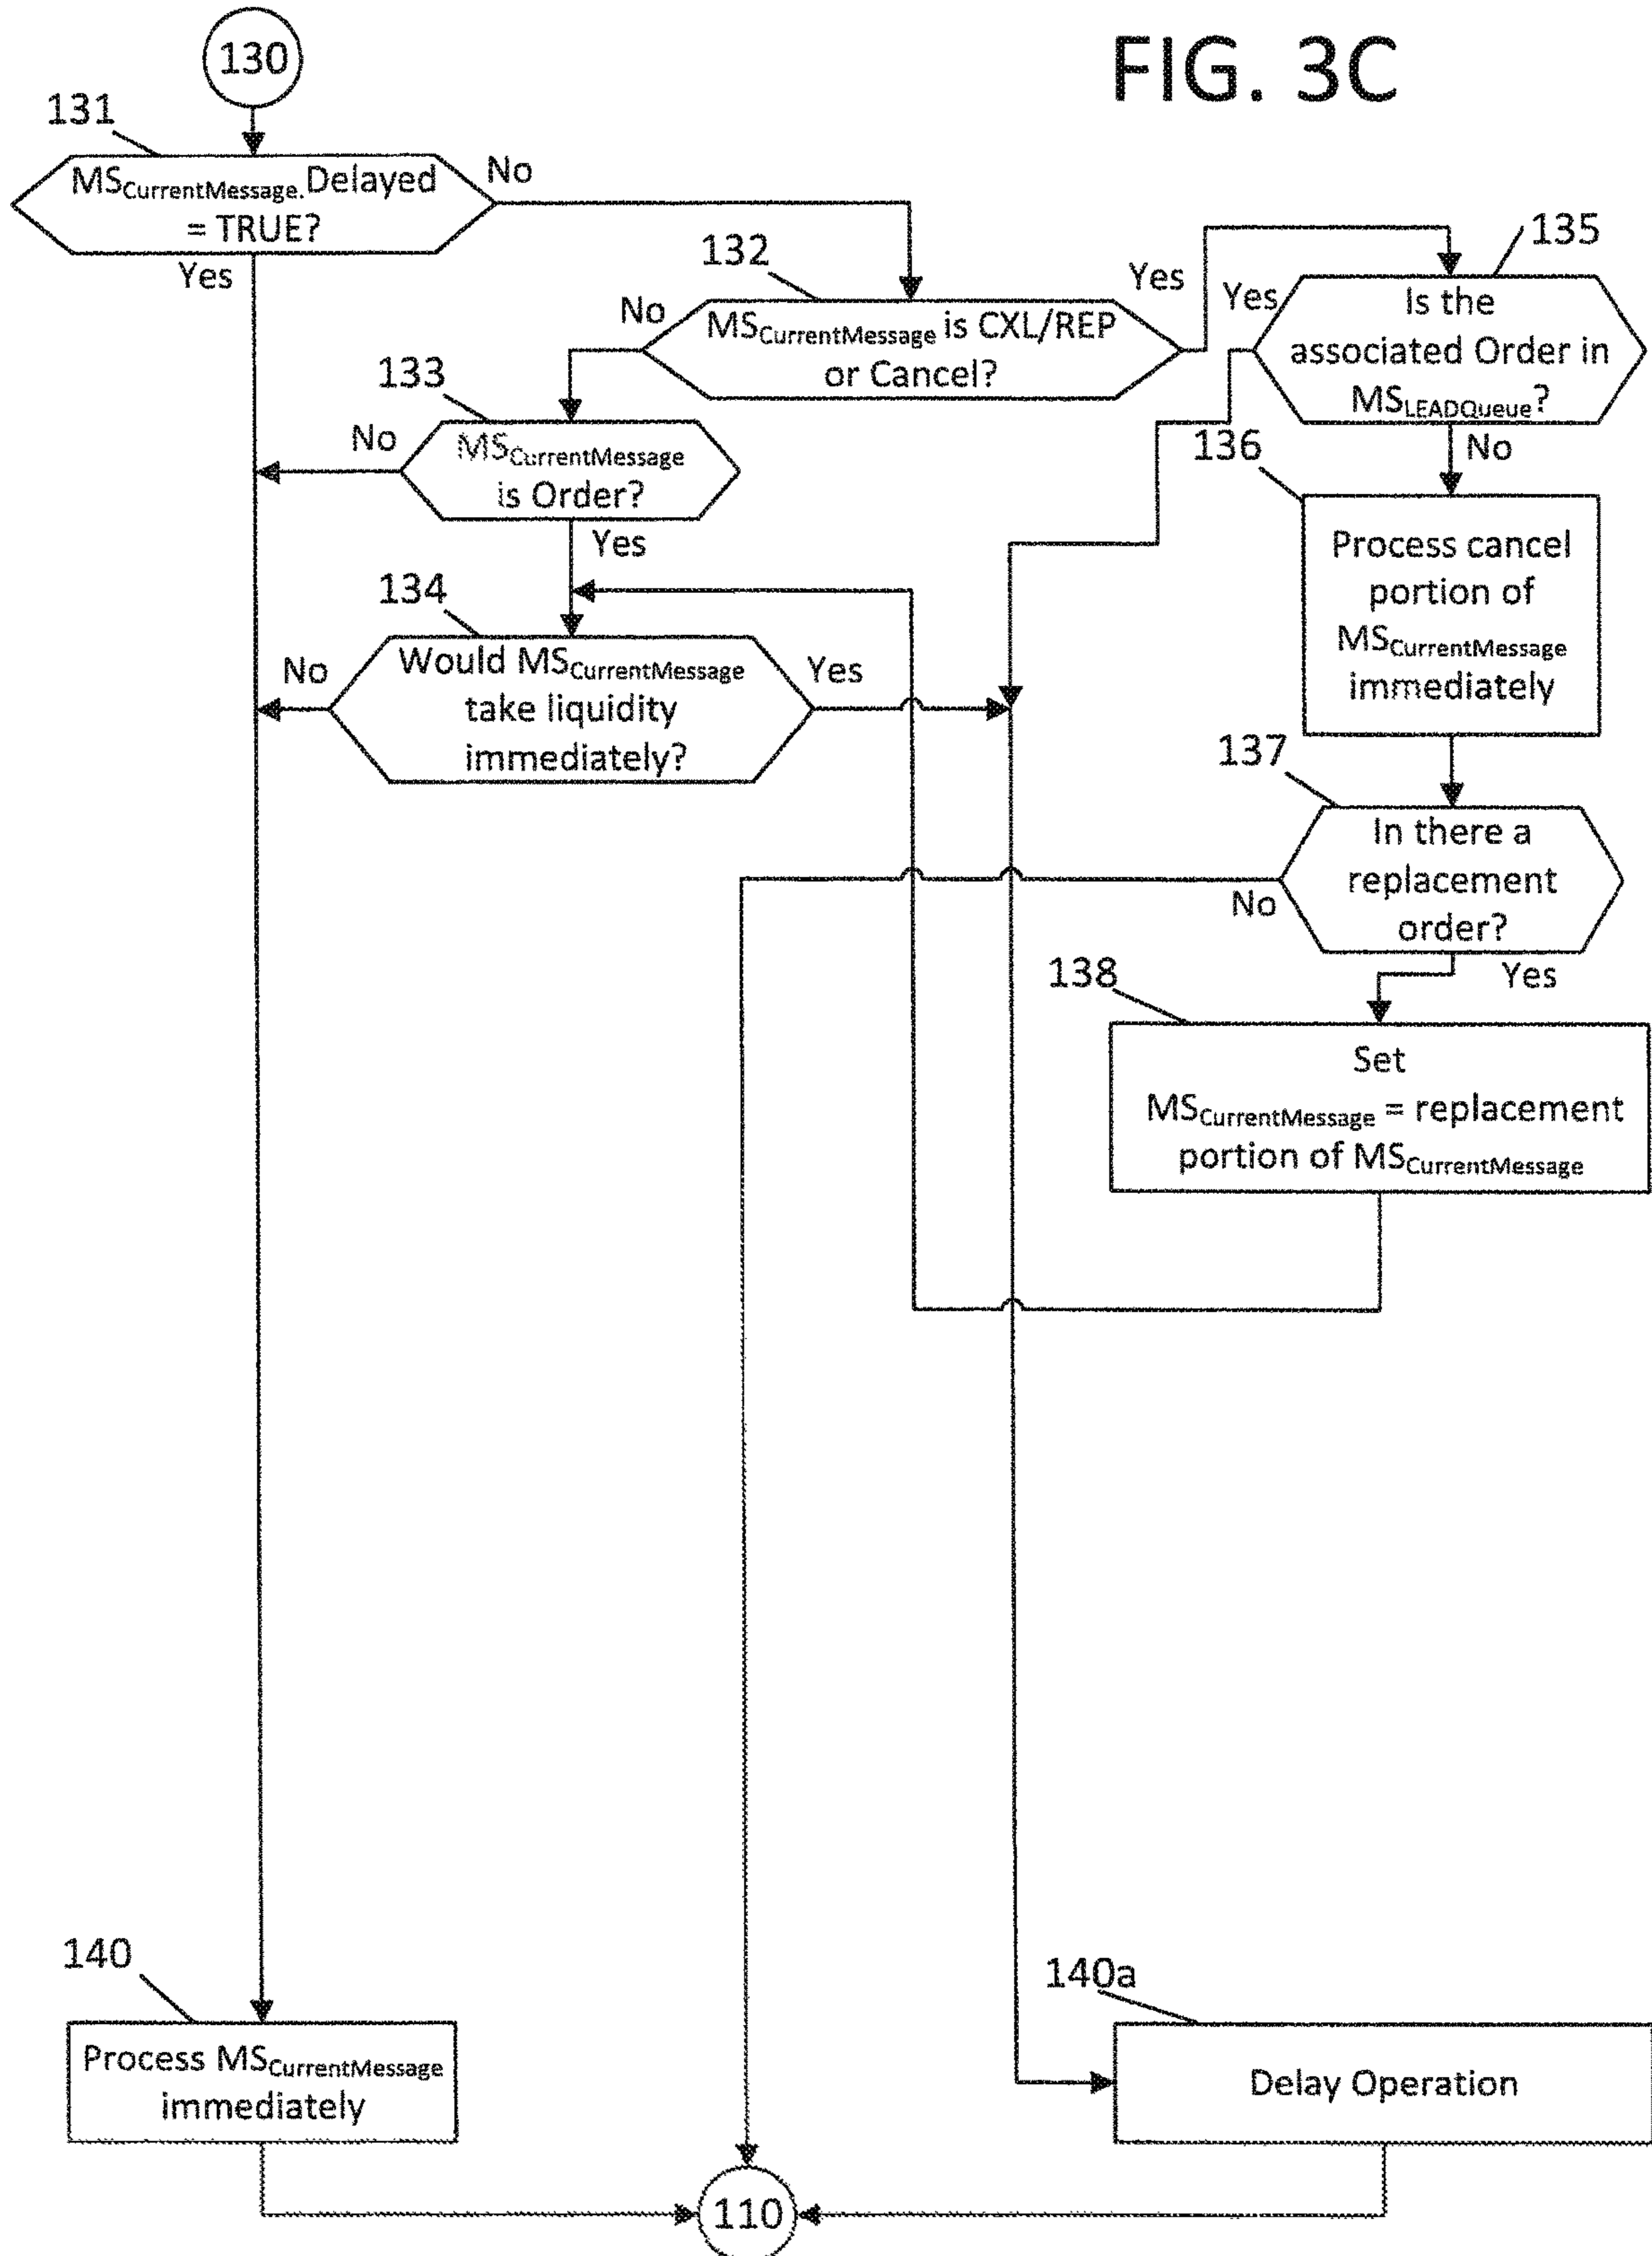 FIG. 3C
130
131
MSCurrentMessage.Delayed
= TRUE?
No
Yes
132
MSCurrentMessage is CXL/REP
or Cancel?
No
Yes
135
Is the
associated Order in
MSLEADQueue?
Yes
No
133
MSCurrentMessage
is Order?
No
Yes
136
Process cancel
portion of
MSCurrentMessage
immediately
134
Would MSCurrentMessage
take liquidity
immediately?
No
Yes
137
In there a
replacement
order?
No
Yes
138
Set
MSCurrentMessage = replacement
portion of MSCurrentMessage
140
Process MSCurrentMessage
immediately
140a
Delay Operation
110